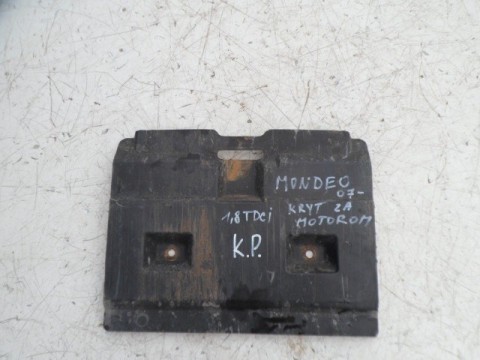 MONDEO
07-
1,8TDCi
KRYT ZA
MOTOROM
K.P.